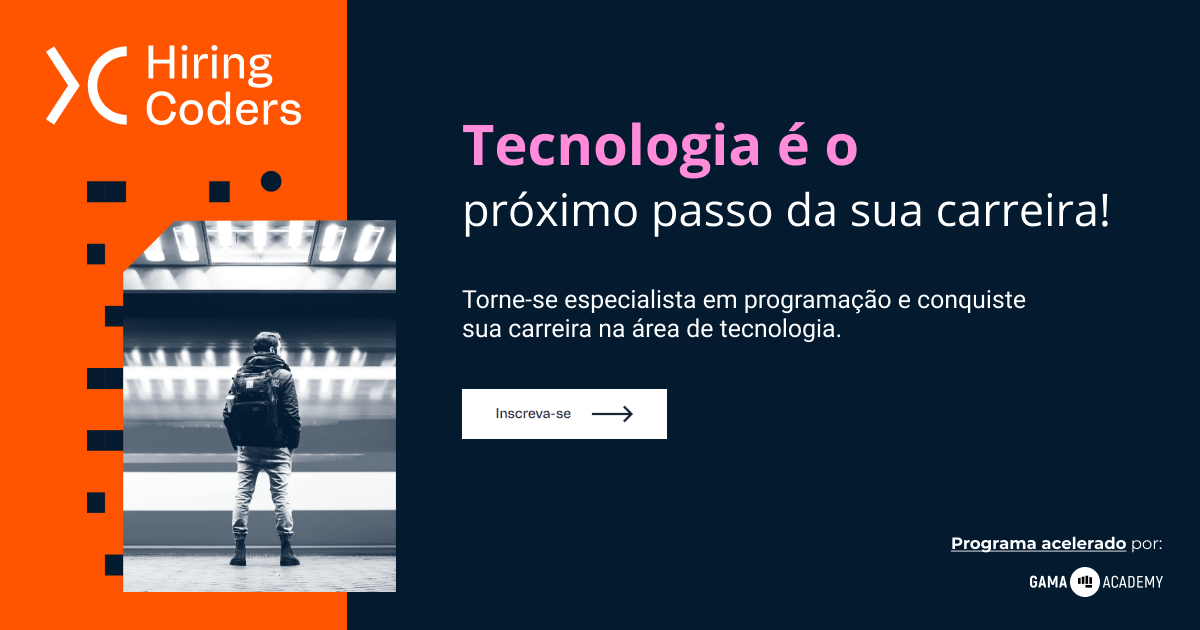 Hiring
Coders
Tecnologia é o
próximo passo da sua carreira!
Torne-se especialista em programação e conquiste
sua carreira na área de tecnologia.
Inscreva-se
Programa acelerado por:
GAMA ACADEMY